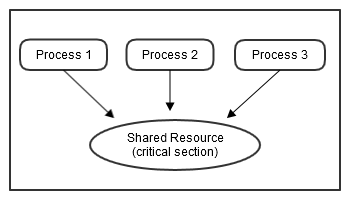 Process 1
Process 2
Process 3
Shared Resource
(critical section)